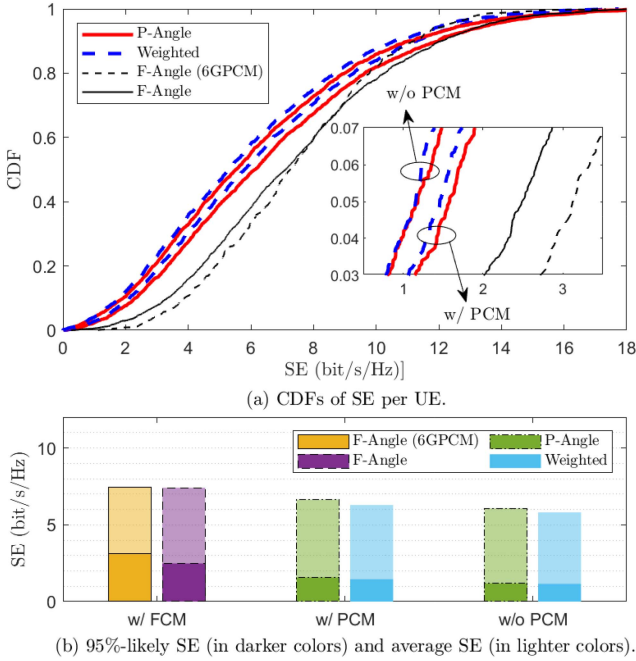 1
0.8
0.6
0.4
0.2
0
CDF
P-Angle
Weighted
F-Angle (6GPCM)
F-Angle
w/o PCM
0.07
0.06
0.05
0.04
0.03
1 2 3
w/ PCM
0 2 4 6 8 10 12 14 16 18
SE (bit/s/Hz)]
(a) CDFs of SE per UE.
10
5
0
SE (bit/s/Hz)
F-Angle (6GPCM) P-Angle
F-Angle Weighted
w/ FCM w/ PCM w/o PCM
(b) 95%-likely SE (in darker colors) and average SE (in lighter colors).